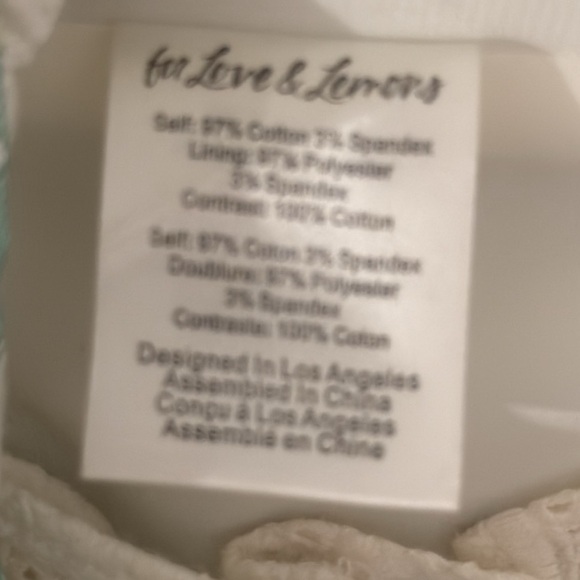 for Love & Lemons
Self: 97% Cotton 3% Spandex
Lining: 97% Polyester
3% Spandex
Contrast: 100% Cotton
Self: 97% Coton 3% Spandex
Doublure: 97% Polyester
3% Spandex
Contraste: 100% Coton
Designed In Los Angeles
Assembled In China
Conçu à Los Angeles
Assemblé en Chine